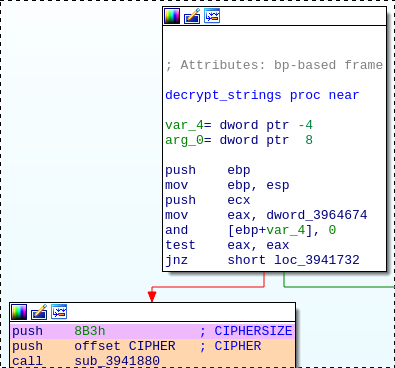 ; Attributes: bp-based frame
decrypt_strings proc near
var_4= dword ptr -4
arg_0= dword ptr  8
push    ebp
mov     ebp, esp
push    ecx
mov     eax, dword_3964674
and     [ebp+var_4], 0
test    eax, eax
jnz     short loc_3941732
push    8B3h            ; CIPHERSIZE
push    offset CIPHER   ; CIPHER
call    sub_3941880